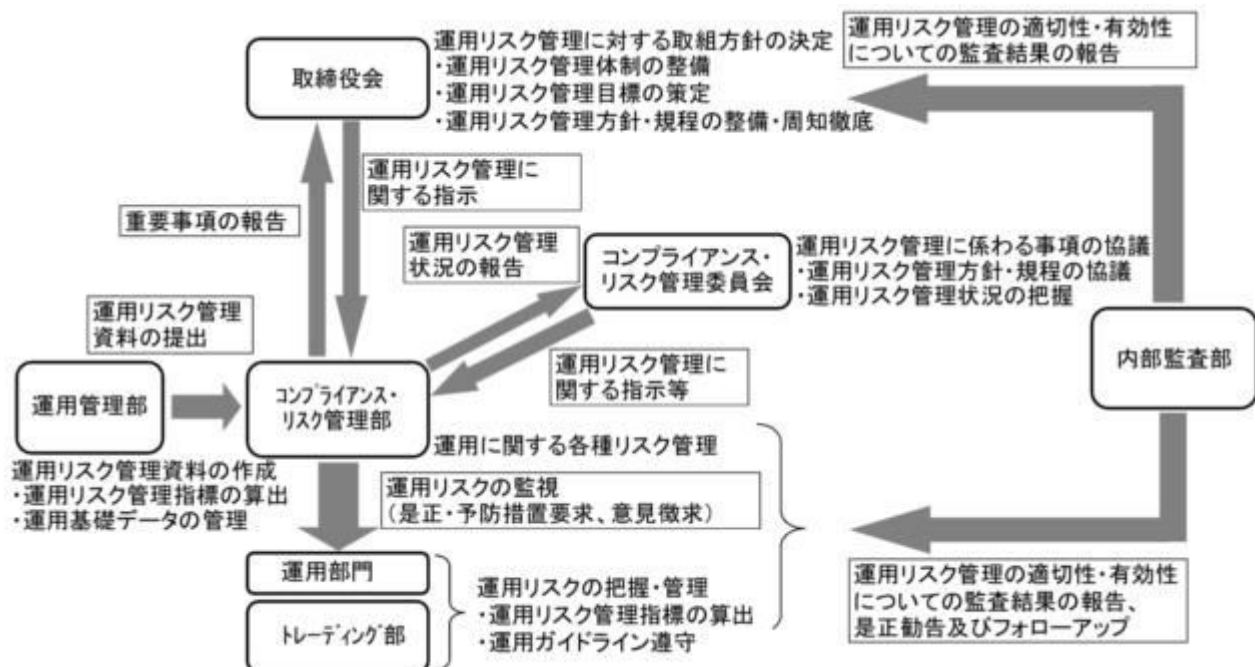 運用リスク管理に対する取組方針の決定
・運用リスク管理体制の整備
・運用リスク管理目標の策定
・運用リスク管理方針・規程の整備・周知徹底
取締役会
運用リスク管理の適切性・有効性
についての監査結果の報告
運用リスク管理に
関する指示
重要事項の報告
運用リスク管理
状況の報告
コンプライアンス・
リスク管理委員会
運用リスク管理に係わる事項の協議
・運用リスク管理方針・規程の協議
・運用リスク管理状況の把握
運用リスク管理
資料の提出
運用リスク管理に
関する指示等
内部監査部
運用管理部
コンプライアンス・
リスク管理部
運用に関する各種リスク管理
運用リスク管理資料の作成
・運用リスク管理指標の算出
・運用基礎データの管理
運用リスクの監視
(是正・予防措置要求、意見徴求)
運用部門
トレーディング部
運用リスクの把握・管理
・運用リスク管理指標の算出
・運用ガイドライン遵守
運用リスク管理の適切性・有効性
についての監査結果の報告、
是正勧告及びフォローアップ